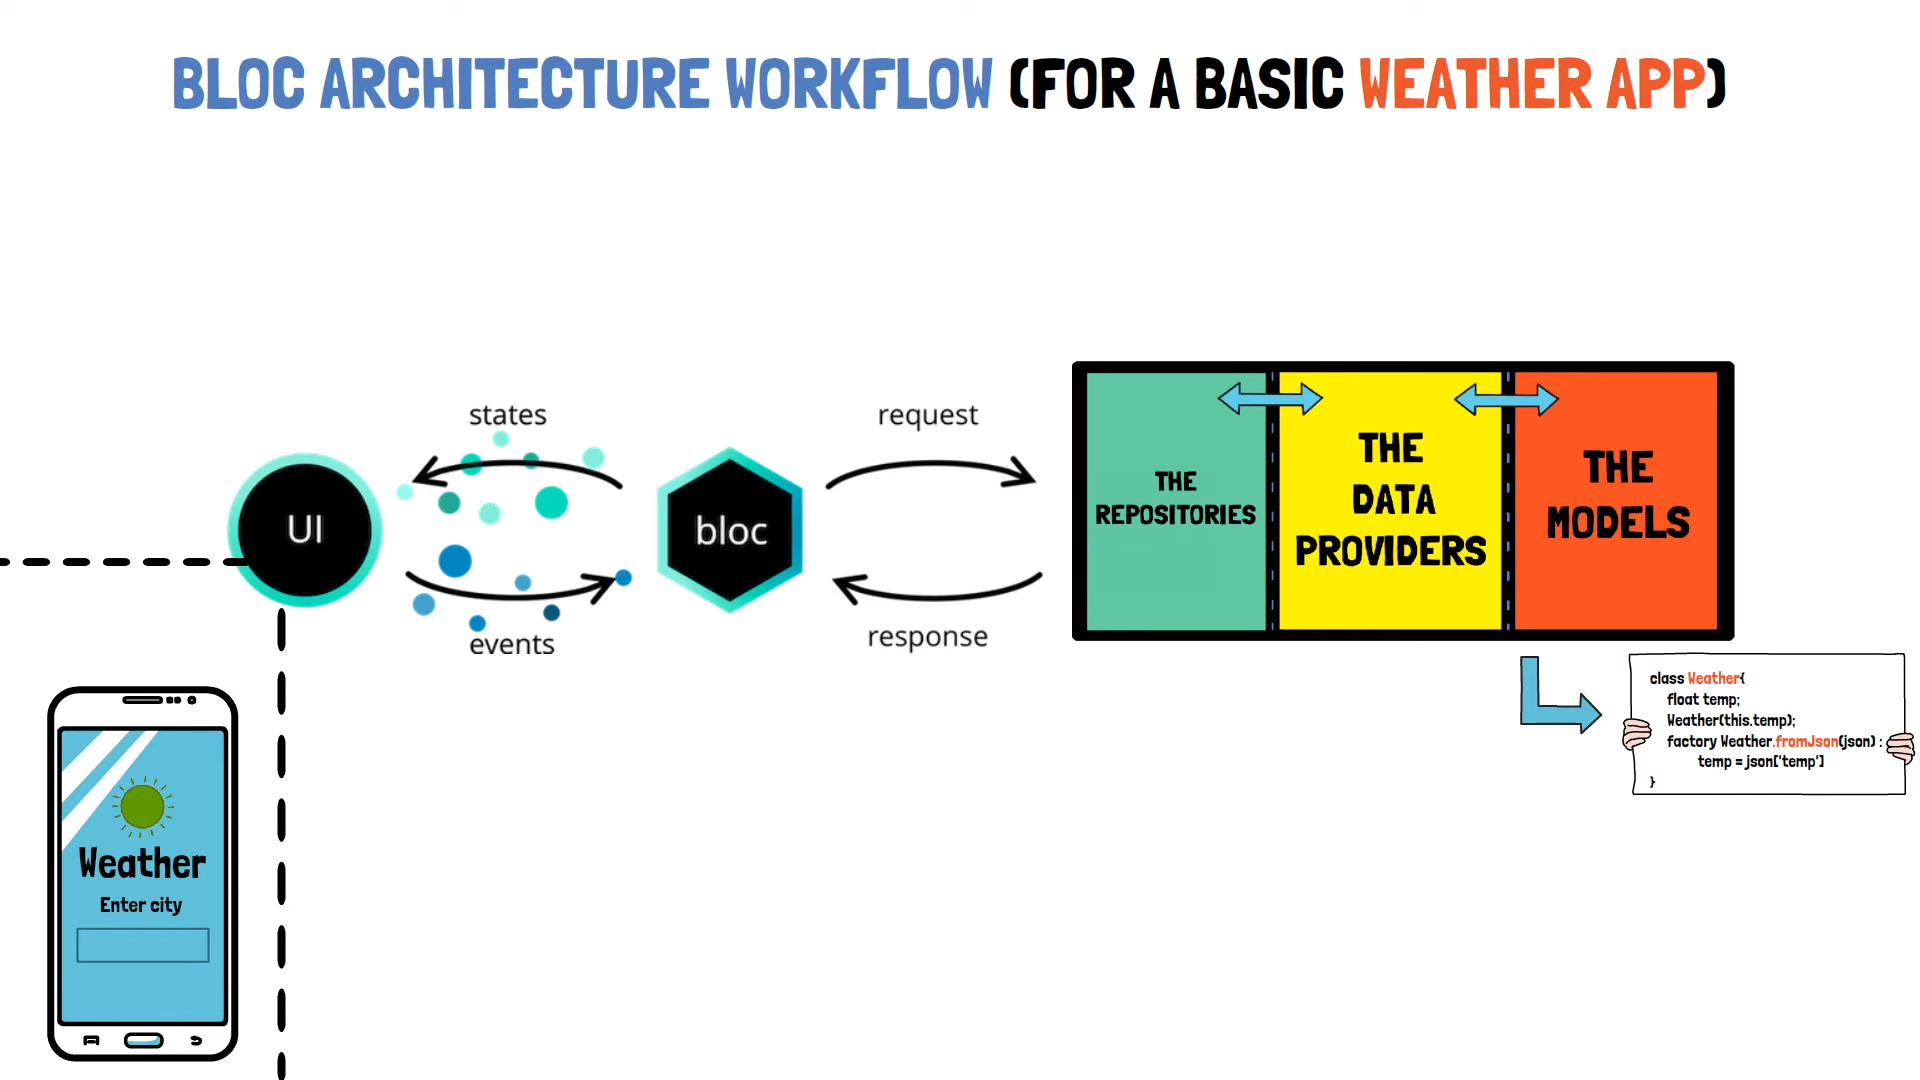 BLOC ARCHITECTURE WORKFLOW (FOR A BASIC WEATHER APP)
states
events
UI
bloc
request
response
THE
REPOSITORIES
THE
DATA
PROVIDERS
THE
MODELS
class Weather{
float temp;
Weather(this.temp);
factory Weather.fromJson(json) :
temp = json['temp']
}
Weather
Enter city